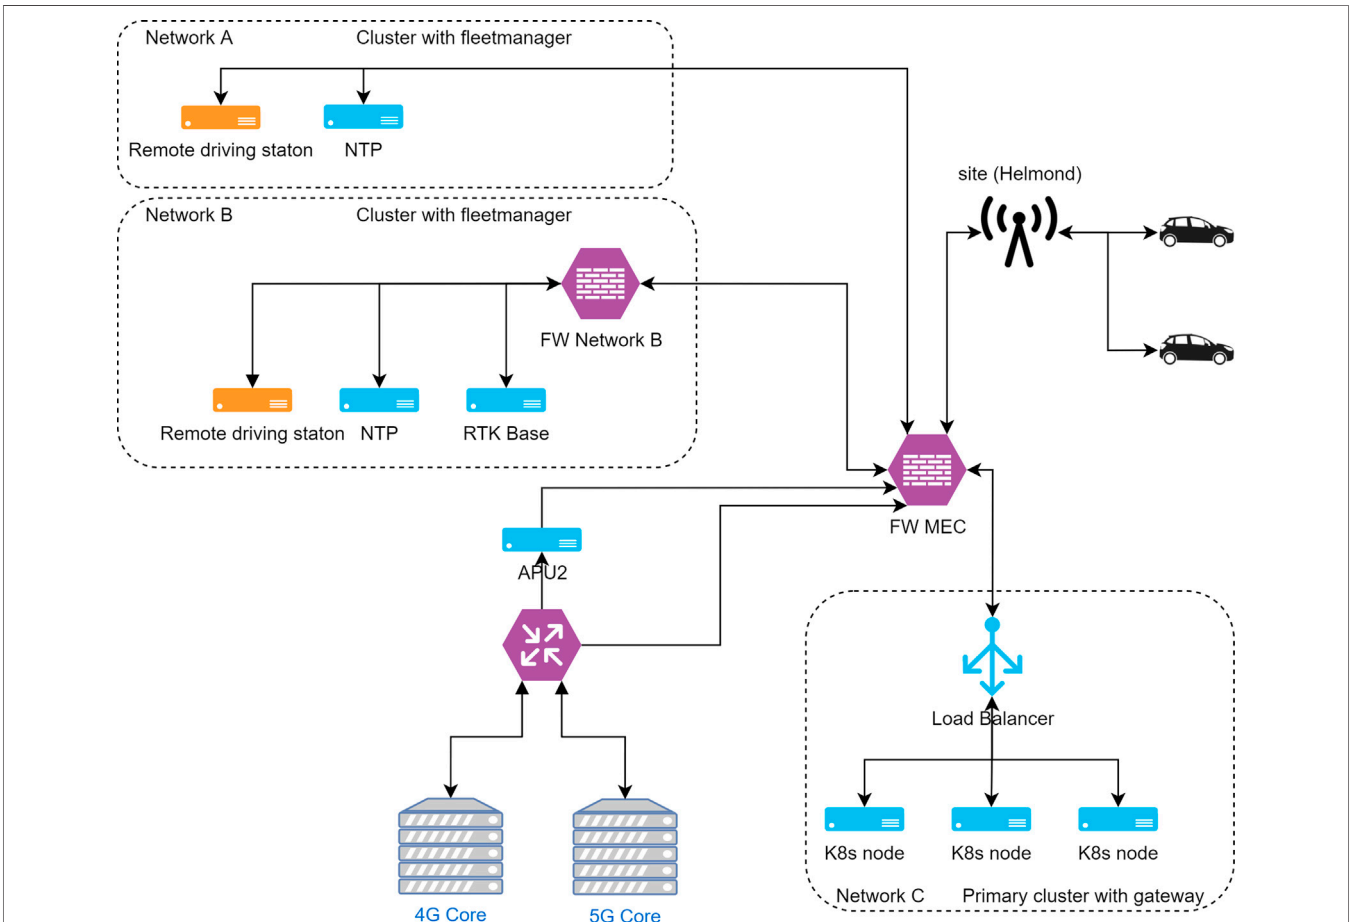 Network A
Cluster with fleetmanager
Remote driving staton
NTP
Network B
Cluster with fleetmanager
FW Network B
Remote driving staton
NTP
RTK Base
site (Helmond)
FW MEC
APU2
Load Balancer
K8s node
K8s node
K8s node
Network C
Primary cluster with gateway
4G Core
5G Core